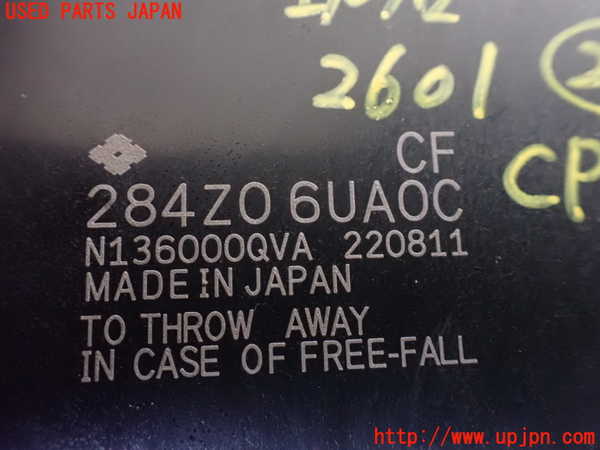 USED PARTS JAPAN
2601
2
CP
CF
284Z0 6UA0C
N136000QVA 220811
MADE IN JAPAN
TO THROW AWAY
IN CASE OF FREE-FALL
http://www.upjpn.com/